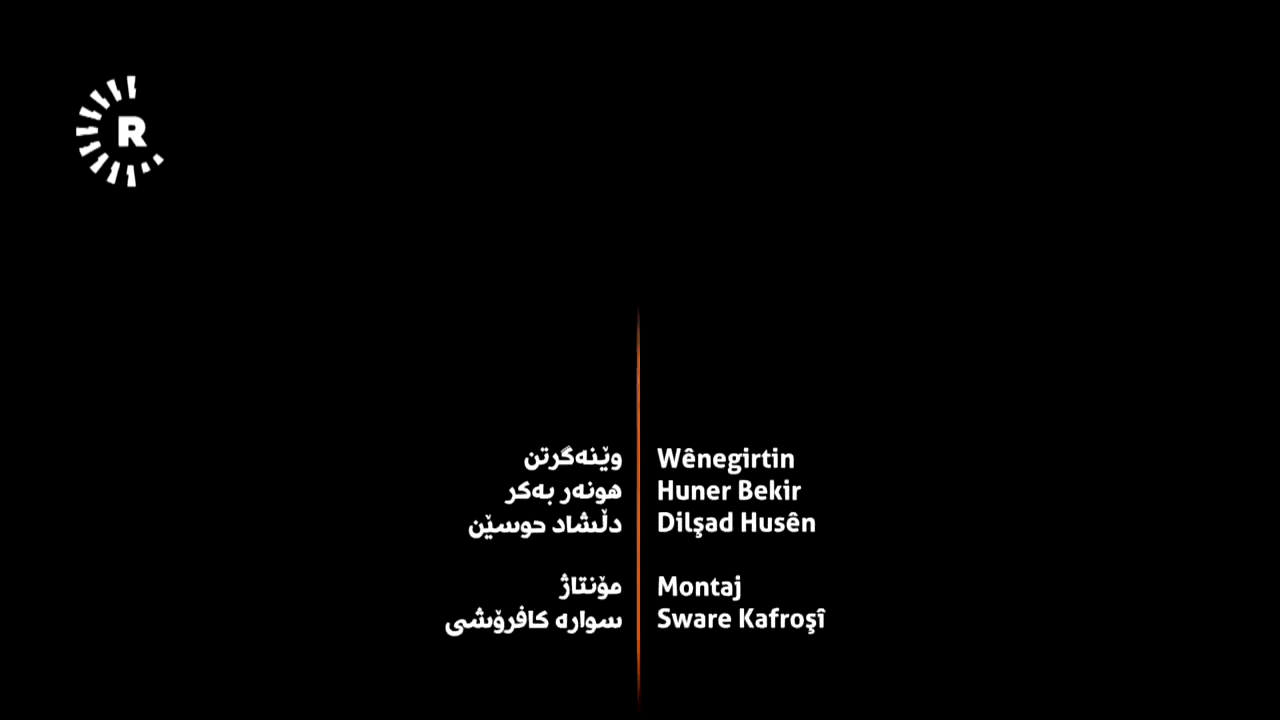 R
وێنەگرتن
هونەر بەکر
دڵشاد حوسێن
مۆنتاژ
سوارە کافرۆشی
Wênegirtin
Huner Bekir
Dilşad Husên
Montaj
Sware Kafroşî